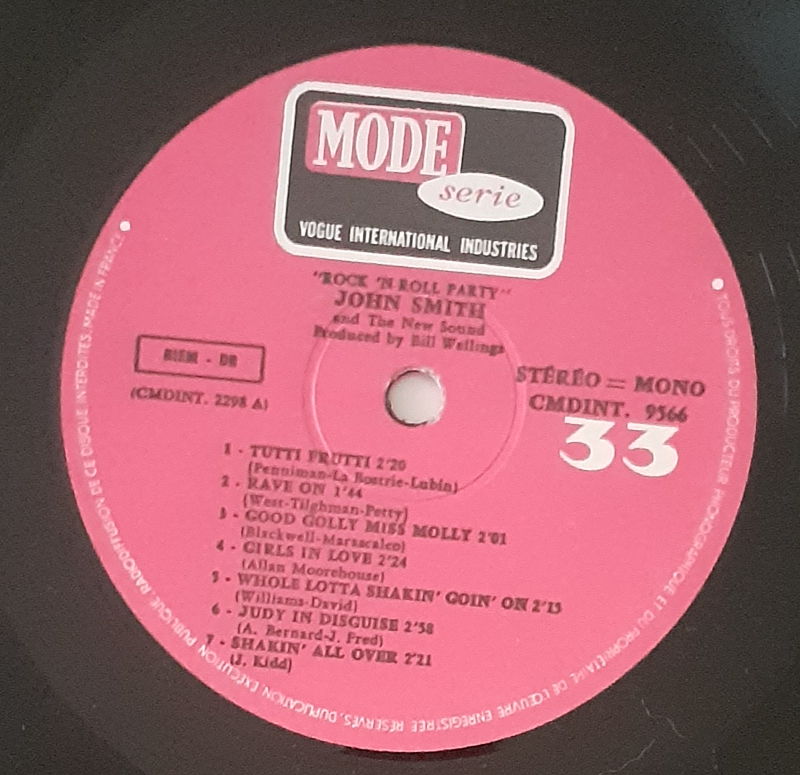 MODE
serie
VOGUE INTERNATIONAL INDUSTRIES
"ROCK 'N ROLL PARTY"
JOHN SMITH
and The New Sound
Produced by Bill Wellings
BIEM - DR
(CMDINT. 2298 A)
STÉRÉO = MONO
CMDINT. 9566
33
1 - TUTTI FRUTTI 2'20
(Penniman-La Bostrie-Lubin)
2 - RAVE ON 1'44
(West-Tilghman-Petty)
3 - GOOD GOLLY MISS MOLLY 2'01
(Blackwell-Marascalco)
4 - GIRLS IN LOVE 2'24
(Allan Moorehouse)
5 - WHOLE LOTTA SHAKIN' GOIN' ON 2'15
(Williams-David)
6 - JUDY IN DISGUISE 2'58
(A. Bernard-J. Fred)
7 - SHAKIN' ALL OVER 2'21
(J. Kidd)
TOUS DROITS DU PRODUCTEUR PHONOGRAPHIQUE ET DU PROPRIÉTAIRE DE L'ŒUVRE ENREGISTRÉE RÉSERVÉS. DUPLICATION, EXÉCUTION PUBLIQUE, RADIODIFFUSION DE CE DISQUE INTERDITES. MADE IN FRANCE